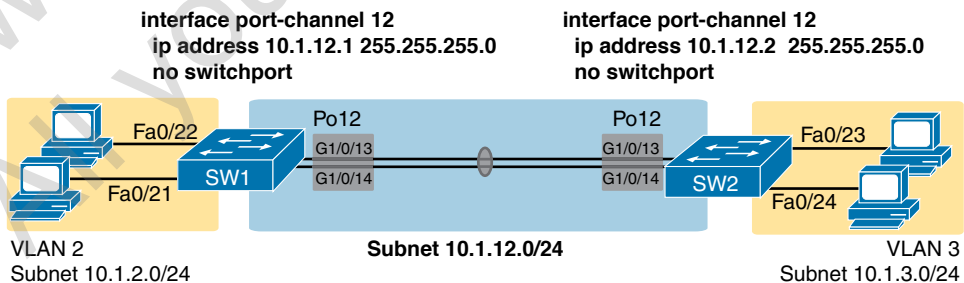 interface port-channel 12
ip address 10.1.12.1 255.255.255.0
no switchport
interface port-channel 12
ip address 10.1.12.2 255.255.255.0
no switchport
Fa0/22
Fa0/21
SW1
Po12
G1/0/13
G1/0/14
Po12
G1/0/13
G1/0/14
SW2
Fa0/23
Fa0/24
VLAN 2
Subnet 10.1.2.0/24
Subnet 10.1.12.0/24
VLAN 3
Subnet 10.1.3.0/24